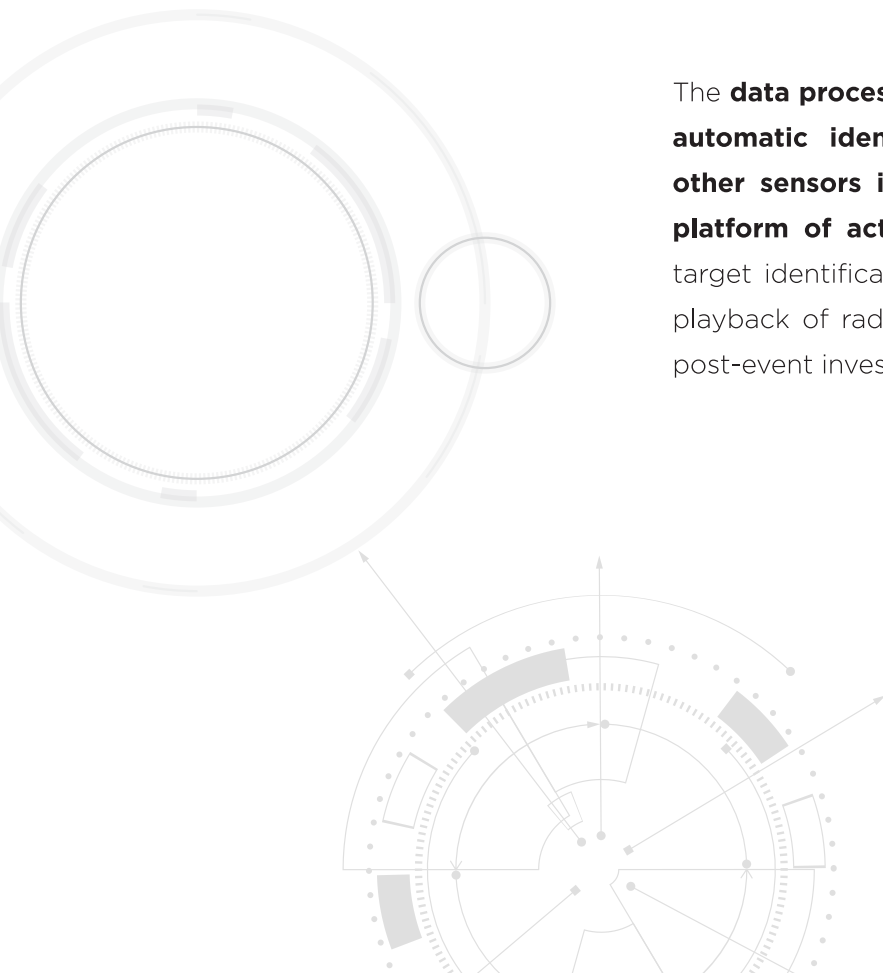 The data proces
automatic iden
other sensors i
platform of act
target identifica
playback of rad
post-event inves